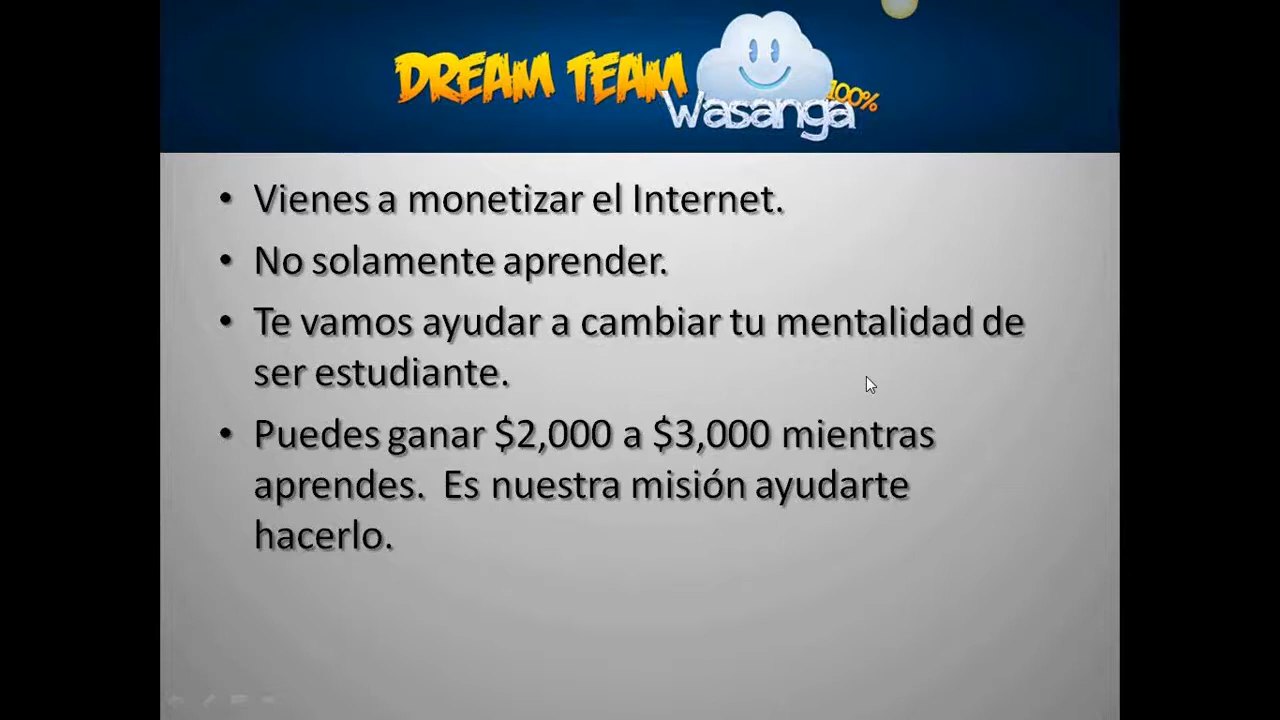 DREAM TEAM
Wasanga 100%
• Vienes a monetizar el Internet.
• No solamente aprender.
• Te vamos ayudar a cambiar tu mentalidad de
ser estudiante.
• Puedes ganar $2,000 a $3,000 mientras
aprendes. Es nuestra misión ayudarte
hacerlo.